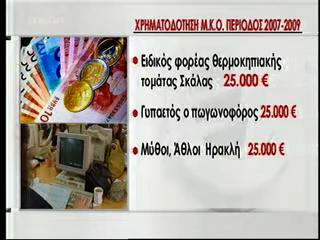 ΧΡΗΜΑΤΟΔΟΤΗΣΗ Μ.Κ.Ο. ΠΕΡΙΟΔΟΣ 2007-2009
• Ειδικός φορέας θερμοκηπιακής
τομάτας Σκάλας 25.000 €
• Γυπαετός ο πωγωνοφόρος 25.000 €
• Μύθοι, Άθλοι Ηρακλή 25.000 €